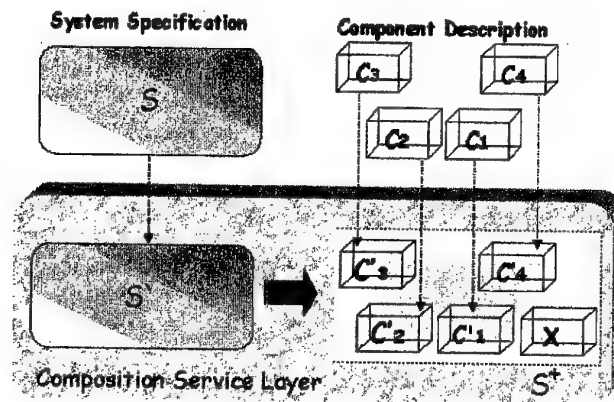 System Specification
Component Description
S
C3
C4
C2
C1
S'
C'3
C'4
C'2
C'1
X
Composition Service Layer
S+